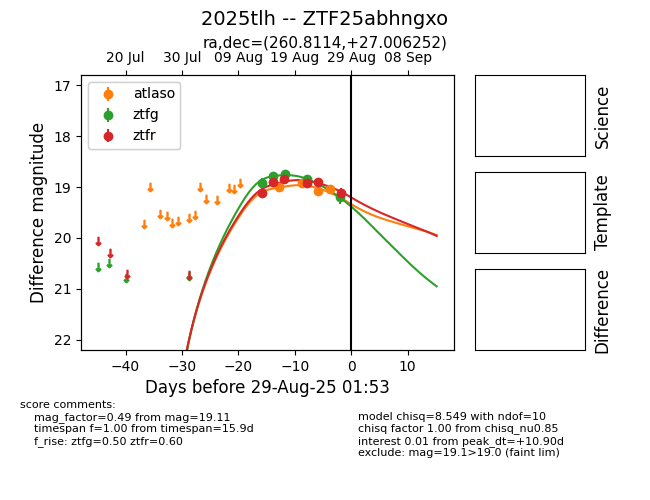 2025tlh -- ZTF25abhngxo
ra,dec=(260.8114,+27.006252)
20 Jul 30 Jul 09 Aug 19 Aug 29 Aug 08 Sep
17
18
19
20
21
22
Difference magnitude
atlaso
ztfg
ztfr
−40 −30 −20 −10 0 10
Days before 29-Aug-25 01:53
Science
Template
Difference
score comments:
mag_factor=0.49 from mag=19.11
timespan f=1.00 from timespan=15.9d
f_rise: ztfg=0.50 ztfr=0.60
model chisq=8.549 with ndof=10
chisq factor 1.00 from chisq_nu0.85
interest 0.01 from peak_dt=+10.90d
exclude: mag=19.1>19.0 (faint lim)